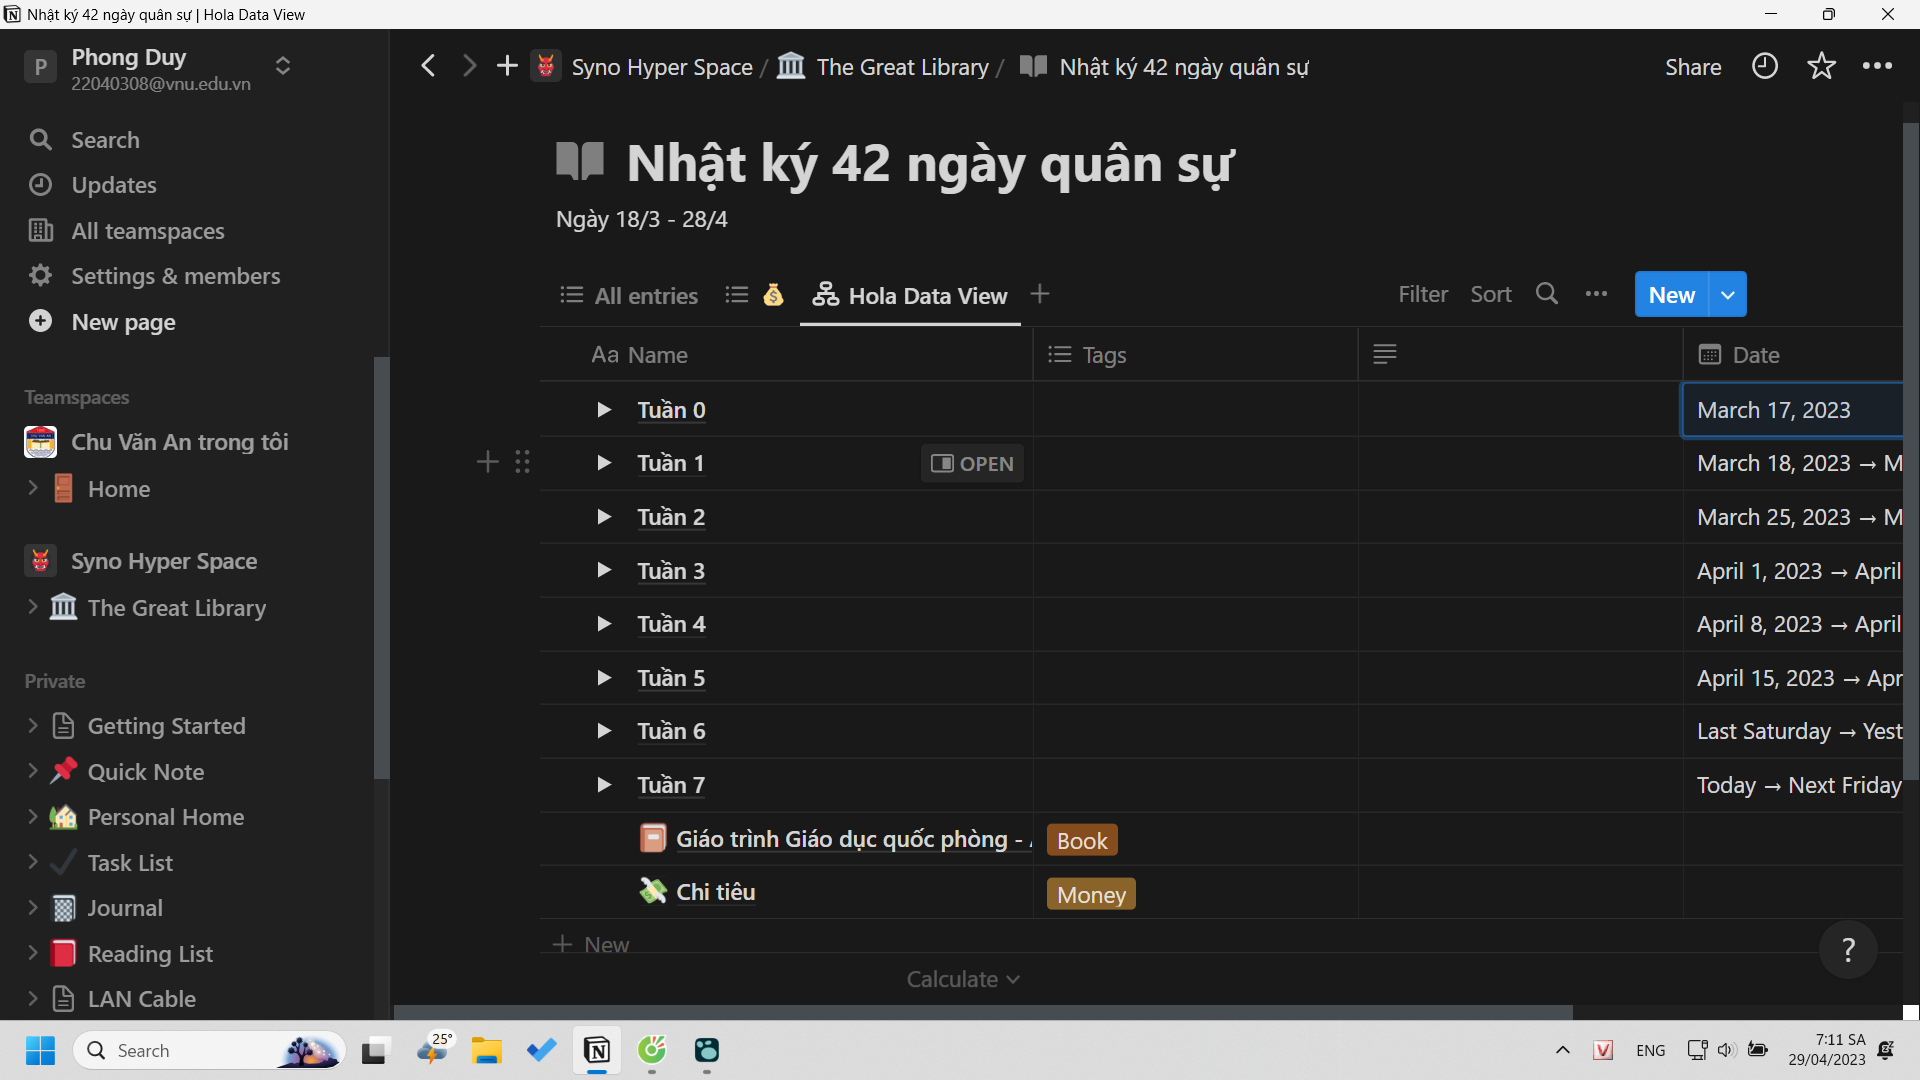 Nhật ký 42 ngày quân sự | Hola Data View
P
Phong Duy
22040308@vnu.edu.vn
Search
Updates
All teamspaces
Settings & members
New page
Teamspaces
Chu Văn An trong tôi
Home
Syno Hyper Space
The Great Library
Private
Getting Started
Quick Note
Personal Home
Task List
Journal
Reading List
LAN Cable
Syno Hyper Space / The Great Library / Nhật ký 42 ngày quân sự
Share
Nhật ký 42 ngày quân sự
Ngày 18/3 - 28/4
All entries
Hola Data View
Filter Sort
New
Aa Name Tags Date
Tuần 0 March 17, 2023
Tuần 1 OPEN March 18, 2023 → M
Tuần 2 March 25, 2023 → M
Tuần 3 April 1, 2023 → April
Tuần 4 April 8, 2023 → April
Tuần 5 April 15, 2023 → Apr
Tuần 6 Last Saturday → Yest
Tuần 7 Today → Next Friday
Giáo trình Giáo dục quốc phòng - Book
Chi tiêu Money
+ New
Calculate
?
Search
25°
ENG
7:11 SA
29/04/2023